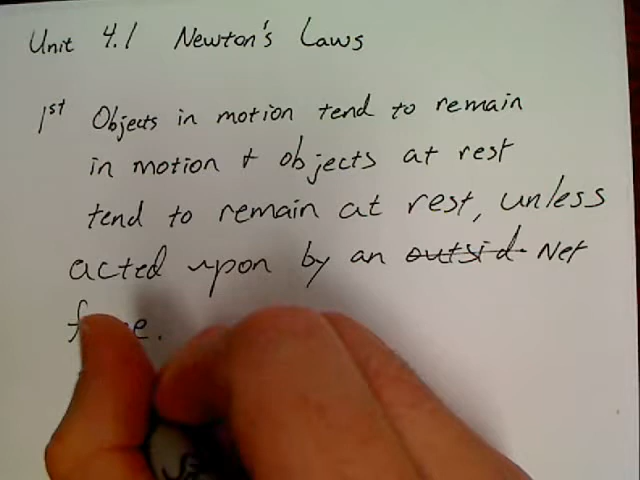 Unit 4.1 Newton's Laws
1st Objects in motion tend to remain
in motion + objects at rest
tend to remain at rest, unless
acted upon by an outsid Net